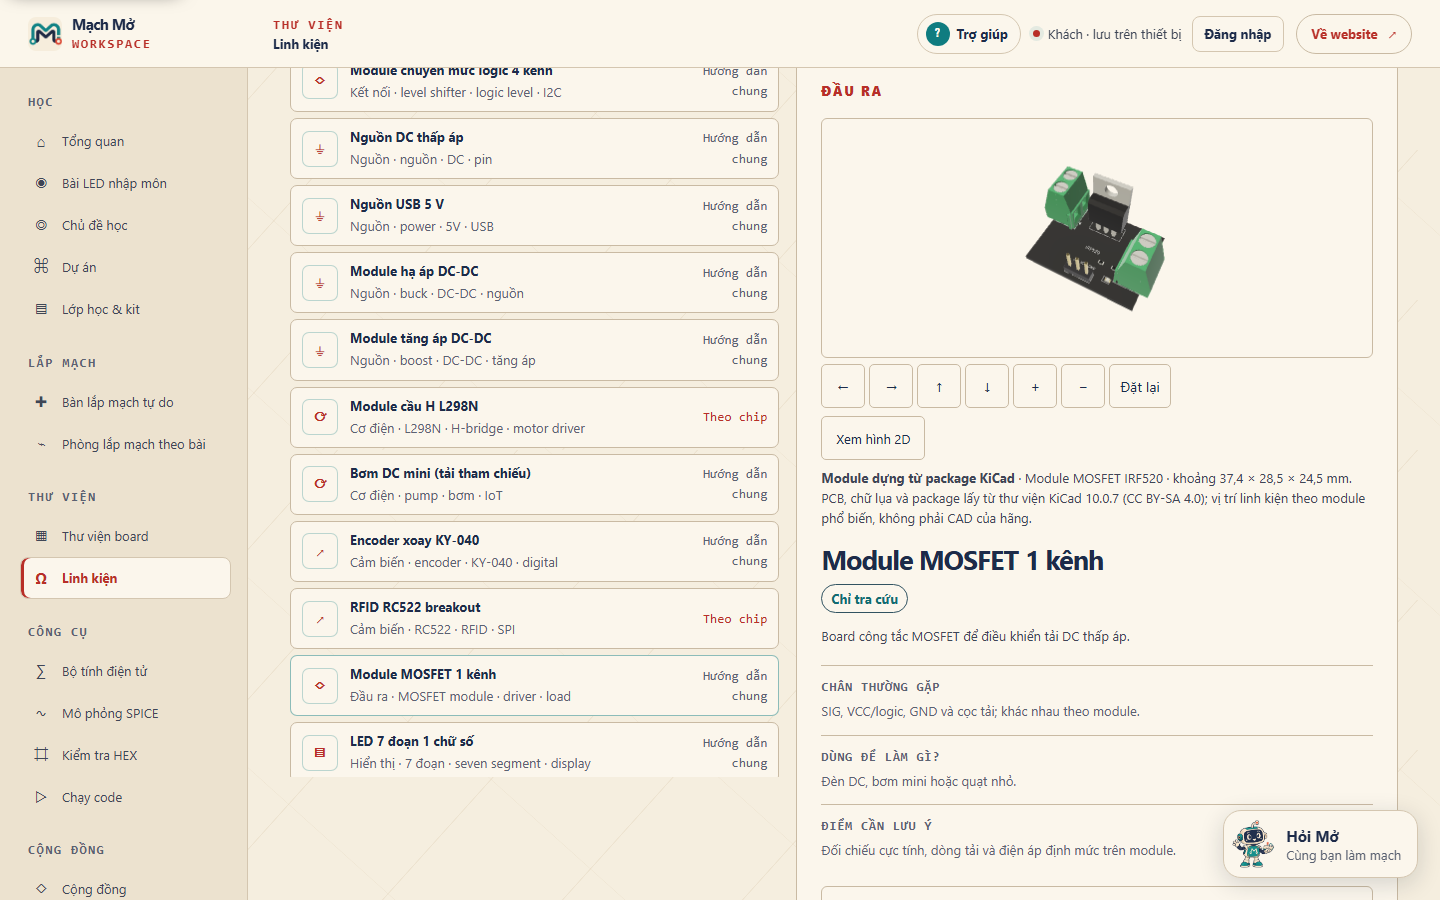 Mạch Mở
WORKSPACE
THƯ VIỆN
Linh kiện
? Trợ giúp
Khách · lưu trên thiết bị
Đăng nhập
Về website ↗
HỌC
Tổng quan
Bài LED nhập môn
Chủ đề học
Dự án
Lớp học & kit
LẮP MẠCH
Bàn lắp mạch tự do
Phòng lắp mạch theo bài
THƯ VIỆN
Thư viện board
Ω Linh kiện
CÔNG CỤ
∑ Bộ tính điện tử
∿ Mô phỏng SPICE
Kiểm tra HEX
▷ Chạy code
CỘNG ĐỒNG
◇ Cộng đồng
Module chuyển mức logic 4 kênh
Kết nối · level shifter · logic level · I2C
Hướng dẫn
chung
Nguồn DC thấp áp
Nguồn · nguồn · DC · pin
Hướng dẫn
chung
Nguồn USB 5 V
Nguồn · power · 5V · USB
Hướng dẫn
chung
Module hạ áp DC-DC
Nguồn · buck · DC-DC · nguồn
Hướng dẫn
chung
Module tăng áp DC-DC
Nguồn · boost · DC-DC · tăng áp
Hướng dẫn
chung
Module cầu H L298N
Cơ điện · L298N · H-bridge · motor driver
Theo chip
Bơm DC mini (tải tham chiếu)
Cơ điện · pump · bơm · IoT
Hướng dẫn
chung
Encoder xoay KY-040
Cảm biến · encoder · KY-040 · digital
Hướng dẫn
chung
RFID RC522 breakout
Cảm biến · RC522 · RFID · SPI
Theo chip
Module MOSFET 1 kênh
Đầu ra · MOSFET module · driver · load
Hướng dẫn
chung
LED 7 đoạn 1 chữ số
Hiển thị · 7 đoạn · seven segment · display
Hướng dẫn
chung
ĐẦU RA
← → ↑ ↓ + − Đặt lại
Xem hình 2D
Module dựng từ package KiCad · Module MOSFET IRF520 · khoảng 37,4 × 28,5 × 24,5 mm.
PCB, chữ lụa và package lấy từ thư viện KiCad 10.0.7 (CC BY-SA 4.0); vị trí linh kiện theo module
phổ biến, không phải CAD của hãng.
Module MOSFET 1 kênh
Chỉ tra cứu
Board công tắc MOSFET để điều khiển tải DC thấp áp.
CHÂN THƯỜNG GẶP
SIG, VCC/logic, GND và cọc tải; khác nhau theo module.
DÙNG ĐỂ LÀM GÌ?
Đèn DC, bơm mini hoặc quạt nhỏ.
ĐIỂM CẦN LƯU Ý
Đối chiếu cực tính, dòng tải và điện áp định mức trên module.
Hỏi Mở
Cùng bạn làm mạch